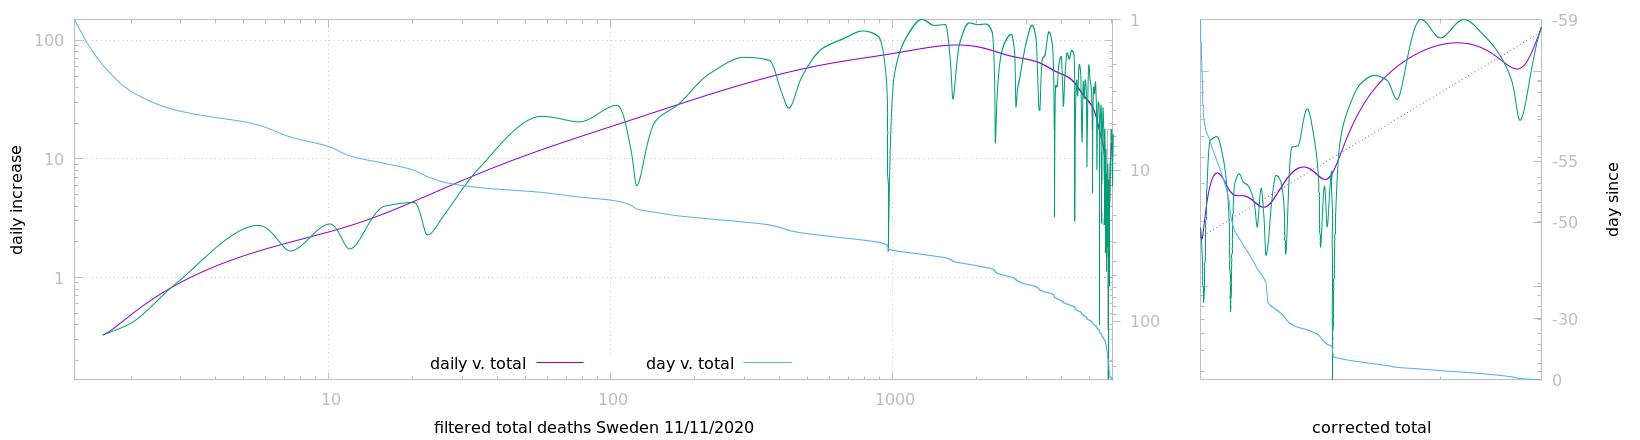 100
10
1
daily increase
1
10
100
daily v. total
day v. total
10
100
1000
filtered total deaths Sweden 11/11/2020
-59
-55
-50
-30
0
day since
corrected total